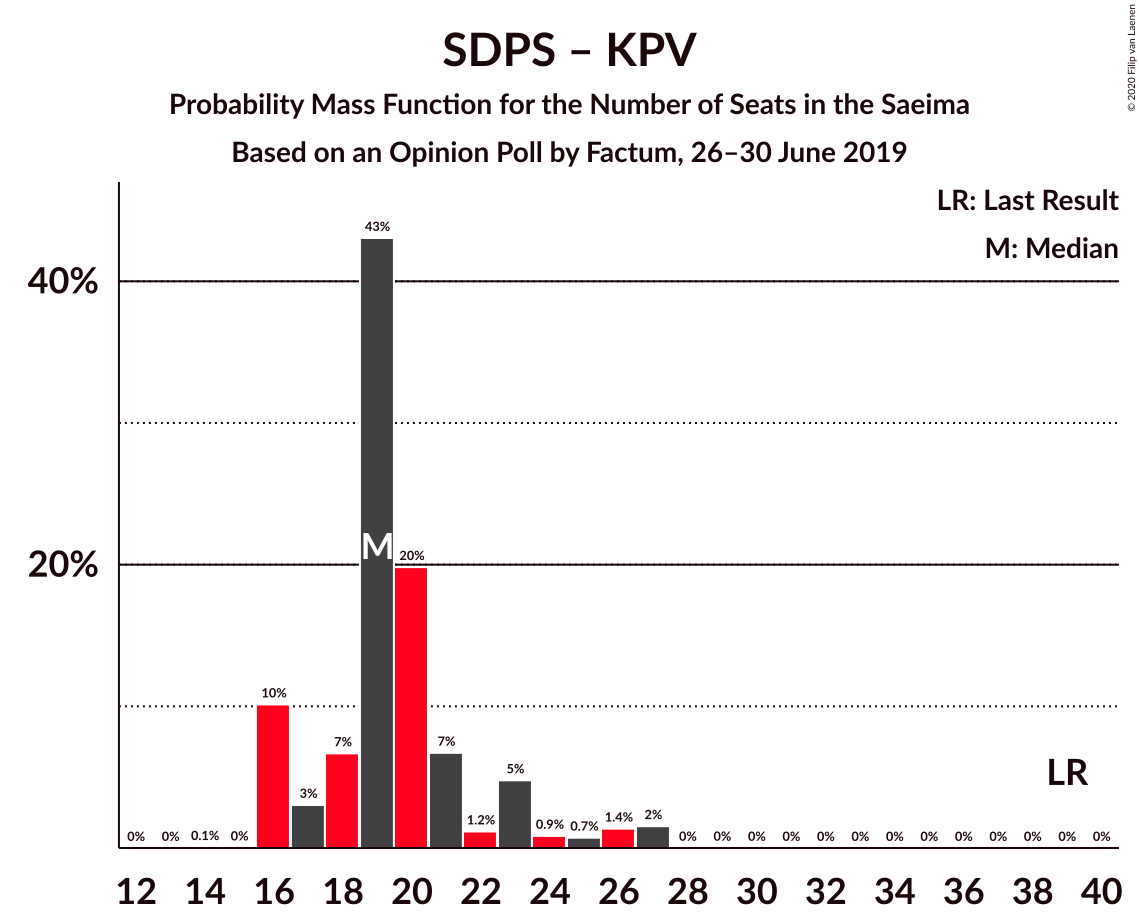 SDPS – KPV
Probability Mass Function for the Number of Seats in the Saeima
Based on an Opinion Poll by Factum, 26–30 June 2019
© 2020 Filip van Laenen
LR: Last Result
M: Median
40%
20%
43%
M
20%
10%
3%
7%
7%
1.2%
5%
0.9%
0.7%
1.4%
2%
LR
0% 0% 0.1% 0% 0% 0% 0% 0% 0% 0% 0% 0% 0% 0% 0% 0% 0%
12 14 16 18 20 22 24 26 28 30 32 34 36 38 40